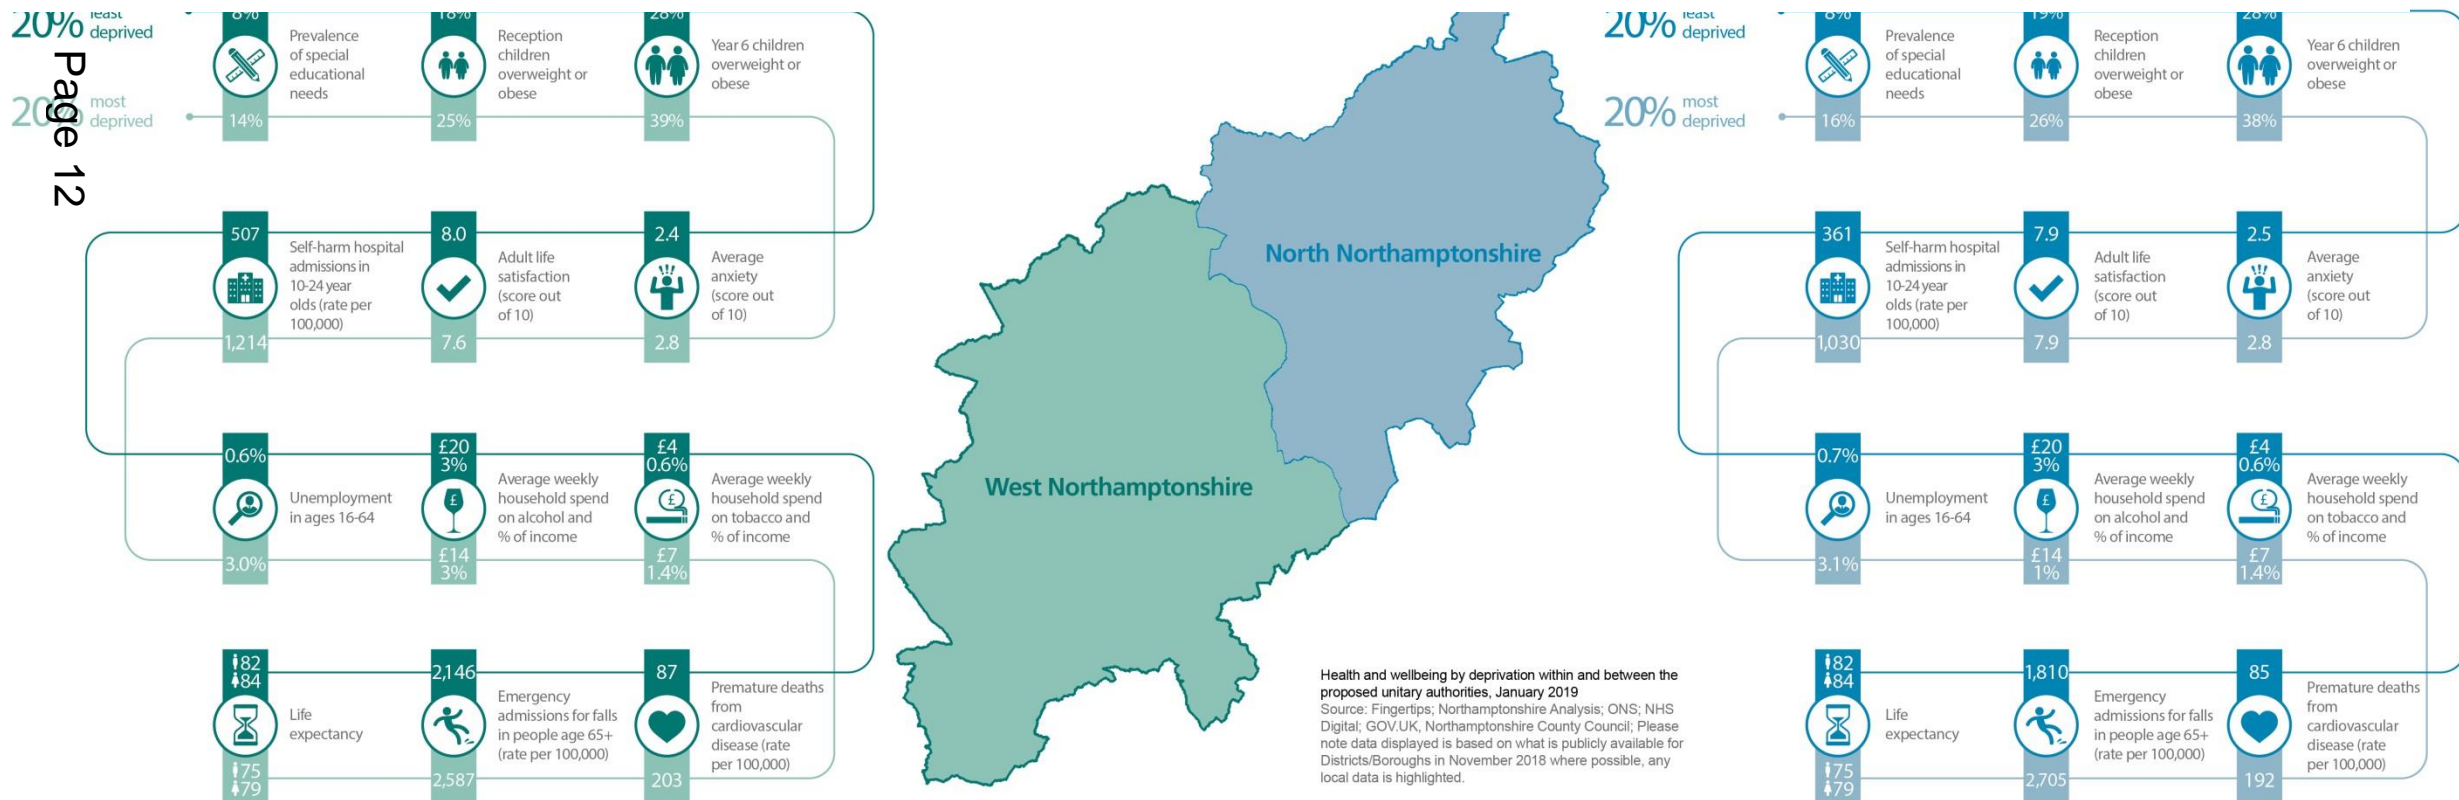 20% least
deprived
Page 12
20% most
deprived
8%
Prevalence
of special
educational
needs
14%
18%
Reception
children
overweight or
obese
25%
28%
Year 6 children
overweight or
obese
39%
507
Self-harm hospital
admissions in
10-24 year
olds (rate per
100,000)
1,214
8.0
Adult life
satisfaction
(score out
of 10)
7.6
2.4
Average
anxiety
(score out
of 10)
2.8
0.6%
Unemployment
in ages 16-64
3.0%
£20
3%
£
Average weekly
household spend
on alcohol and
% of income
£14
3%
£4
0.6%
£
Average weekly
household spend
on tobacco and
% of income
£7
1.4%
82
84
Life
expectancy
75
79
2,146
Emergency
admissions for falls
in people age 65+
(rate per 100,000)
2,587
87
Premature deaths
from
cardiovascular
disease (rate
per 100,000)
203
North Northamptonshire
West Northamptonshire
Health and wellbeing by deprivation within and between the
proposed unitary authorities, January 2019
Source: Fingertips; Northamptonshire Analysis; ONS; NHS
Digital; GOV.UK, Northamptonshire County Council; Please
note data displayed is based on what is publicly available for
Districts/Boroughs in November 2018 where possible, any
local data is highlighted.
20% least
deprived
20% most
deprived
8%
Prevalence
of special
educational
needs
16%
19%
Reception
children
overweight or
obese
26%
28%
Year 6 children
overweight or
obese
38%
361
Self-harm hospital
admissions in
10-24 year
olds (rate per
100,000)
1,030
7.9
Adult life
satisfaction
(score out
of 10)
7.9
2.5
Average
anxiety
(score out
of 10)
2.8
0.7%
Unemployment
in ages 16-64
3.1%
£20
3%
£
Average weekly
household spend
on alcohol and
% of income
£14
1%
£4
0.6%
£
Average weekly
household spend
on tobacco and
% of income
£7
1.4%
82
84
Life
expectancy
75
79
1,810
Emergency
admissions for falls
in people age 65+
(rate per 100,000)
2,705
85
Premature deaths
from
cardiovascular
disease (rate
per 100,000)
192